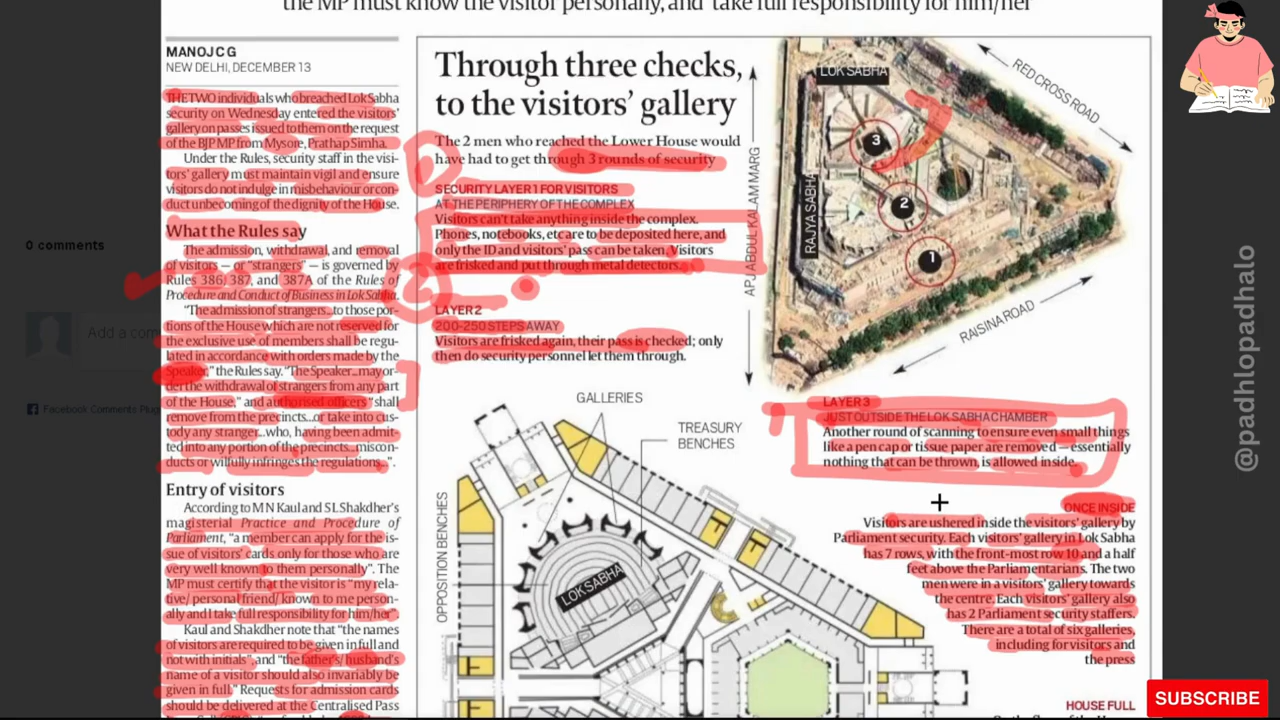 the MP must know the visitor personally, and take full responsibility for him/her
MANOJ C G
NEW DELHI, DECEMBER 13
THE TWO individuals who breached Lok Sabha
security on Wednesday entered the visitors'
gallery on passes issued to them on the request
of the BJP MP from Mysore, Prathap Simha.
Under the Rules, security staff in the visi-
tors' gallery must maintain vigil and ensure
visitors do not indulge in misbehaviour or con-
duct unbecoming of the dignity of the House.
What the Rules say
The admission, withdrawal, and removal
of visitors — or "strangers" — is governed by
Rules 386, 387, and 387A of the Rules of
Procedure and Conduct of Business in Lok Sabha.
"The admission of strangers...to those por-
tions of the House which are not reserved for
the exclusive use of members shall be regu-
lated in accordance with orders made by the
Speaker," the Rules say. "The Speaker...may or-
der the withdrawal of strangers from any part
of the House," and authorised officers "shall
remove from the precincts...or take into cus-
tody any stranger...who, having been admit-
ted into any portion of the precincts...miscon-
ducts or wilfully infringes the regulations...".
Entry of visitors
According to M N Kaul and S L Shakdher's
magisterial Practice and Procedure of
Parliament, "a member can apply for the is-
sue of visitors' cards only for those who are
very well known to them personally". The
MP must certify that the visitor is "my rela-
tive/ personal friend/ known to me person-
ally and I take full responsibility for him/her"
Kaul and Shakdher note that "the names
of visitors are required to be given in full and
not with initials", and "the father's/ husband's
name of a visitor should also invariably be
given in full." Requests for admission cards
should be delivered at the Centralised Pass
Through three checks,
to the visitors' gallery
The 2 men who reached the Lower House would
have had to get through 3 rounds of security
SECURITY LAYER 1 FOR VISITORS
AT THE PERIPHERY OF THE COMPLEX
Visitors can't take anything inside the complex.
Phones, notebooks, etc are to be deposited here, and
only the ID and visitors' pass can be taken. Visitors
are frisked and put through metal detectors.
LAYER 2
200-250 STEPS AWAY
Visitors are frisked again, their pass is checked; only
then do security personnel let them through.
LOK SABHA
RAJYA SABHA
3
2
1
RED CROSS ROAD
APJ ABDUL KALAM MARG
RAISINA ROAD
LAYER 3
JUST OUTSIDE THE LOK SABHA CHAMBER
Another round of scanning to ensure even small things
like a pen cap or tissue paper are removed — essentially
nothing that can be thrown, is allowed inside.
GALLERIES
TREASURY
BENCHES
OPPOSITION BENCHES
LOK SABHA
ONCE INSIDE
Visitors are ushered inside the visitors' gallery by
Parliament security. Each visitors' gallery in Lok Sabha
has 7 rows, with the front-most row 10 and a half
feet above the Parliamentarians. The two
men were in a visitors' gallery towards
the centre. Each visitors' gallery also
has 2 Parliament security staffers.
There are a total of six galleries,
including for visitors and
the press
HOUSE FULL
0 comments
Add a com
Facebook Comments Plug
@padhlopadhalo
SUBSCRIBE